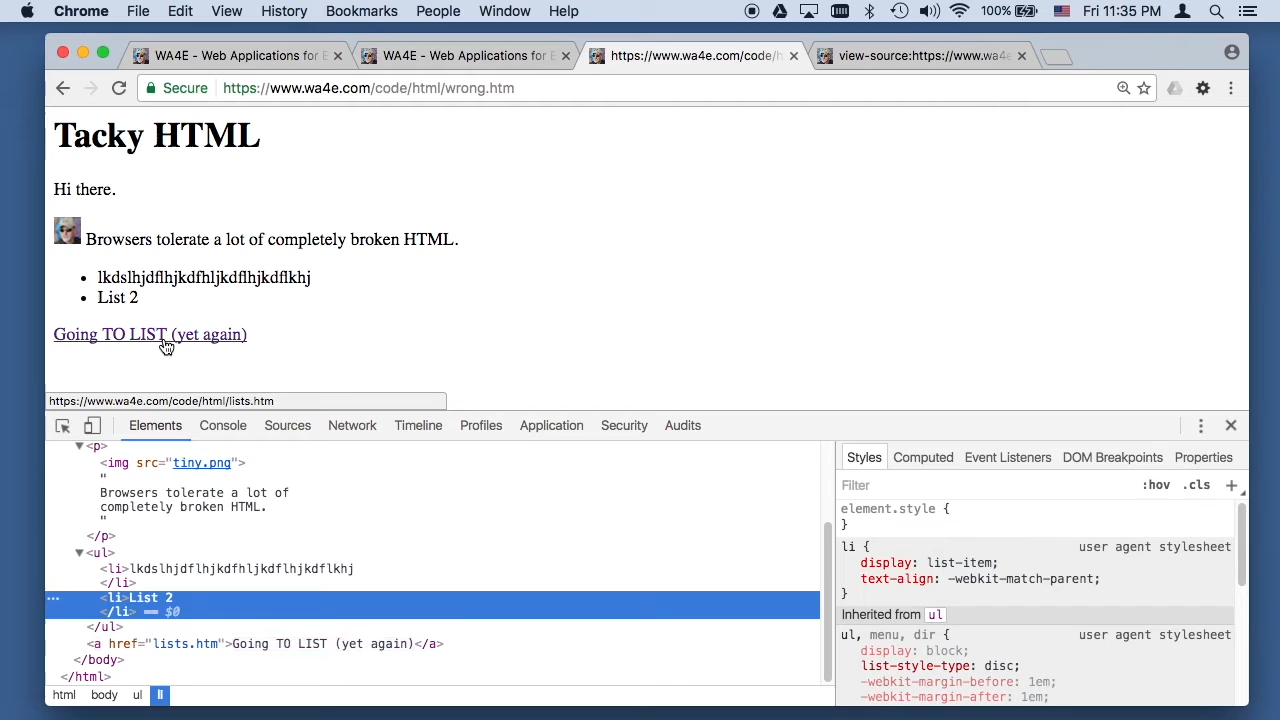 Chrome File Edit View History Bookmarks People Window Help 100% Fri 11:35 PM
WA4E - Web Applications for E WA4E - Web Applications for E https://www.wa4e.com/code/h view-source:https://www.wa4e
Secure https://www.wa4e.com/code/html/wrong.htm
Tacky HTML
Hi there.
Browsers tolerate a lot of completely broken HTML.
• lkdslhjdflhjkdfhljkdflhjkdflkhj
• List 2
Going TO LIST (yet again)
https://www.wa4e.com/code/html/lists.htm
Elements Console Sources Network Timeline Profiles Application Security Audits
▼<p>
<img src="tiny.png">
"
Browsers tolerate a lot of
completely broken HTML.
"
</p>
▼<ul>
<li>lkdslhjdflhjkdfhljkdflhjkdflkhj
</li>
… <li>List 2
</li> == $0
</ul>
<a href="lists.htm">Going TO LIST (yet again)</a>
</body>
</html>
html body ul li
Styles Computed Event Listeners DOM Breakpoints Properties
Filter :hov .cls +
element.style {
}
li { user agent stylesheet
display: list-item;
text-align: -webkit-match-parent;
}
Inherited from ul
ul, menu, dir { user agent stylesheet
display: block;
list-style-type: disc;
-webkit-margin-before: 1em;
-webkit-margin-after: 1em;